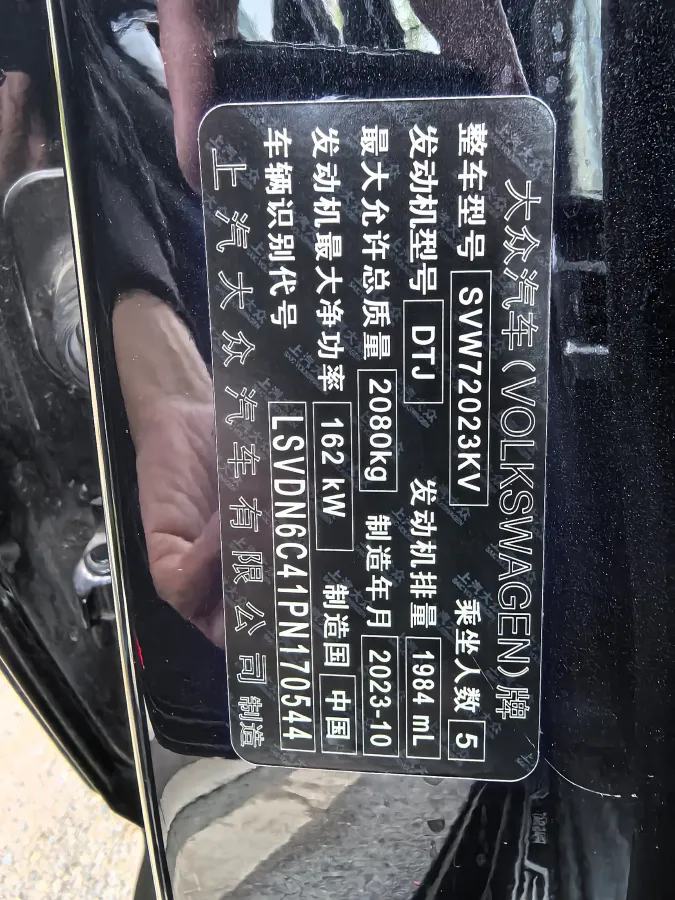 大众汽车(VOLKSWAGEN)牌
整车型号 SVW72023KV 乘坐人数 5
发动机型号 DTJ 发动机排量 1984 mL
最大允许总质量 2080kg 制造年月 2023-10
发动机最大净功率 162 kW 制造国 中国
车辆识别代号 LSVDN6C41PN170544
上汽大众汽车有限公司制造